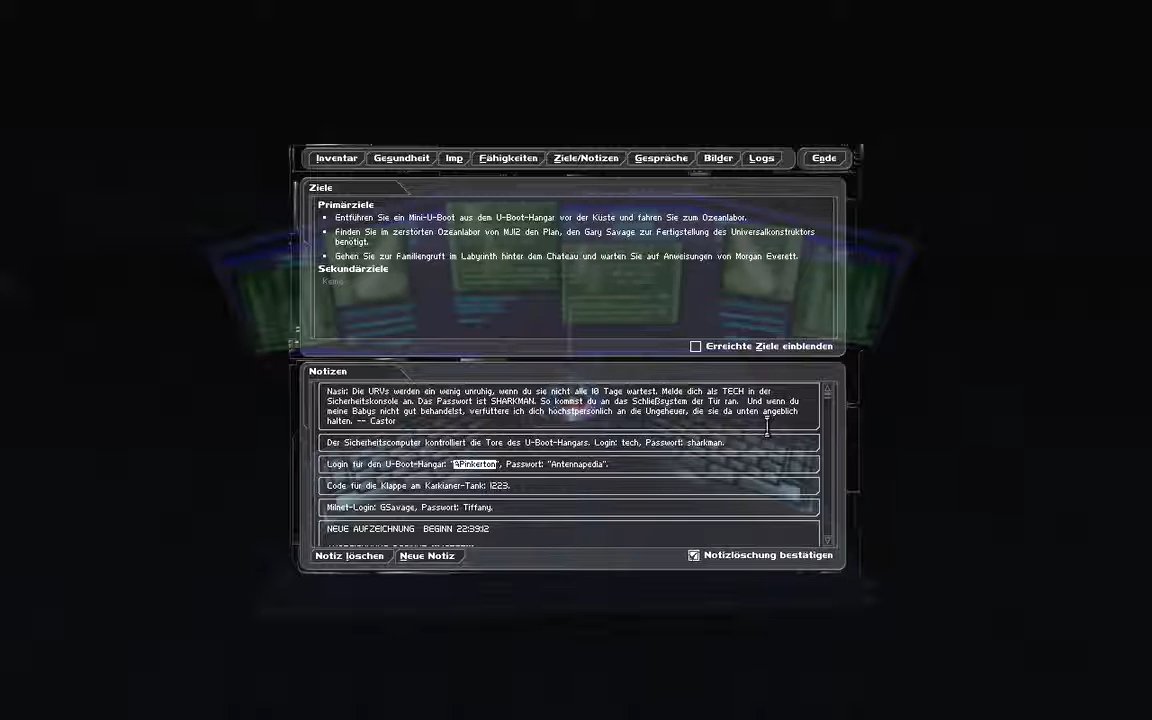 Inventar Gesundheit Imp Fähigkeiten Ziele/Notizen Gespräche Bilder Logs Ende
Ziele
Primärziele
• Entführen Sie ein Mini-U-Boot aus dem U-Boot-Hangar vor der Küste und fahren Sie zum Ozeanlabor.
• Finden Sie im zerstörten Ozeanlabor von MJ12 den Plan, den Gary Savage zur Fertigstellung des Universalkonstruktors
benötigt.
• Gehen Sie zur Familiengruft im Labyrinth hinter dem Chateau und warten Sie auf Anweisungen von Morgan Everett.
Sekundärziele
Keine
Erreichte Ziele einblenden
Notizen
Nasir: Die URVs werden ein wenig unruhig, wenn du sie nicht alle 10 Tage wartest. Melde dich als TECH in der
Sicherheitskonsole an. Das Passwort ist SHARKMAN. So kommst du an das Schließsystem der Tür ran. Und wenn du
meine Babys nicht gut behandelst, verfüttere ich dich höchstpersönlich an die Ungeheuer, die sie da unten angeblich
halten. -- Castor
Der Sicherheitscomputer kontrolliert die Tore des U-Boot-Hangars. Login: tech, Passwort: sharkman.
Login für den U-Boot-Hangar: "APinkerton", Passwort: "Antennapedia".
Code für die Klappe am Karkianer-Tank: 1223.
Milnet-Login: GSavage, Passwort: Tiffany.
NEUE AUFZEICHNUNG BEGINN 22:39:12
Notiz löschen Neue Notiz Notizlöschung bestätigen